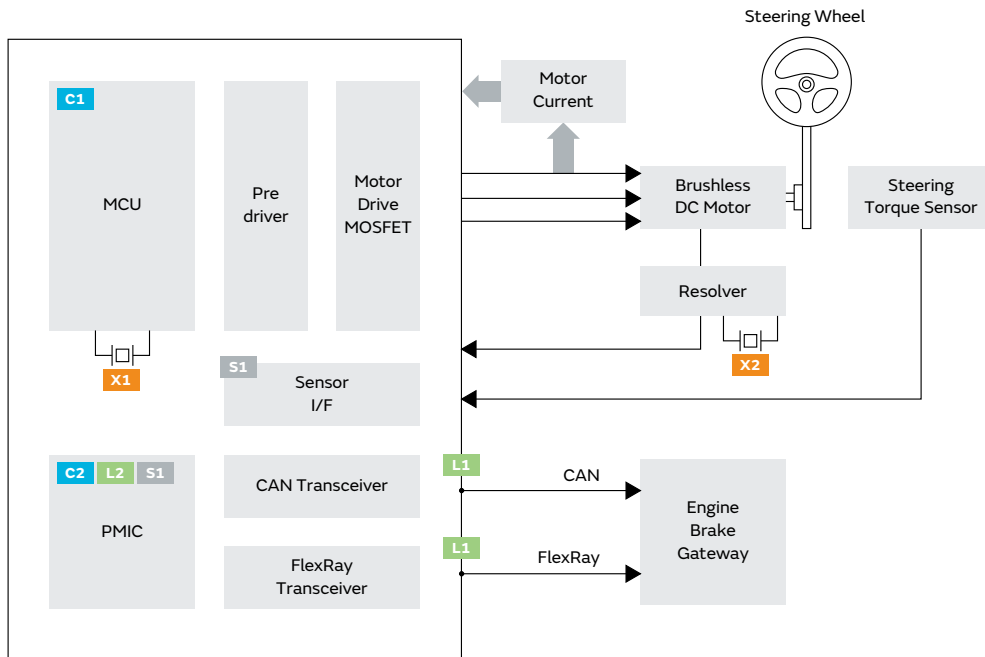 Steering Wheel
C1
MCU
Pre
driver
Motor
Drive
MOSFET
Motor
Current
Brushless
DC Motor
Steering
Torque Sensor
Resolver
X1
X2
S1
Sensor
I/F
C2 L2 S1
PMIC
CAN Transceiver
L1
CAN
FlexRay
Transceiver
L1
FlexRay
Engine
Brake
Gateway